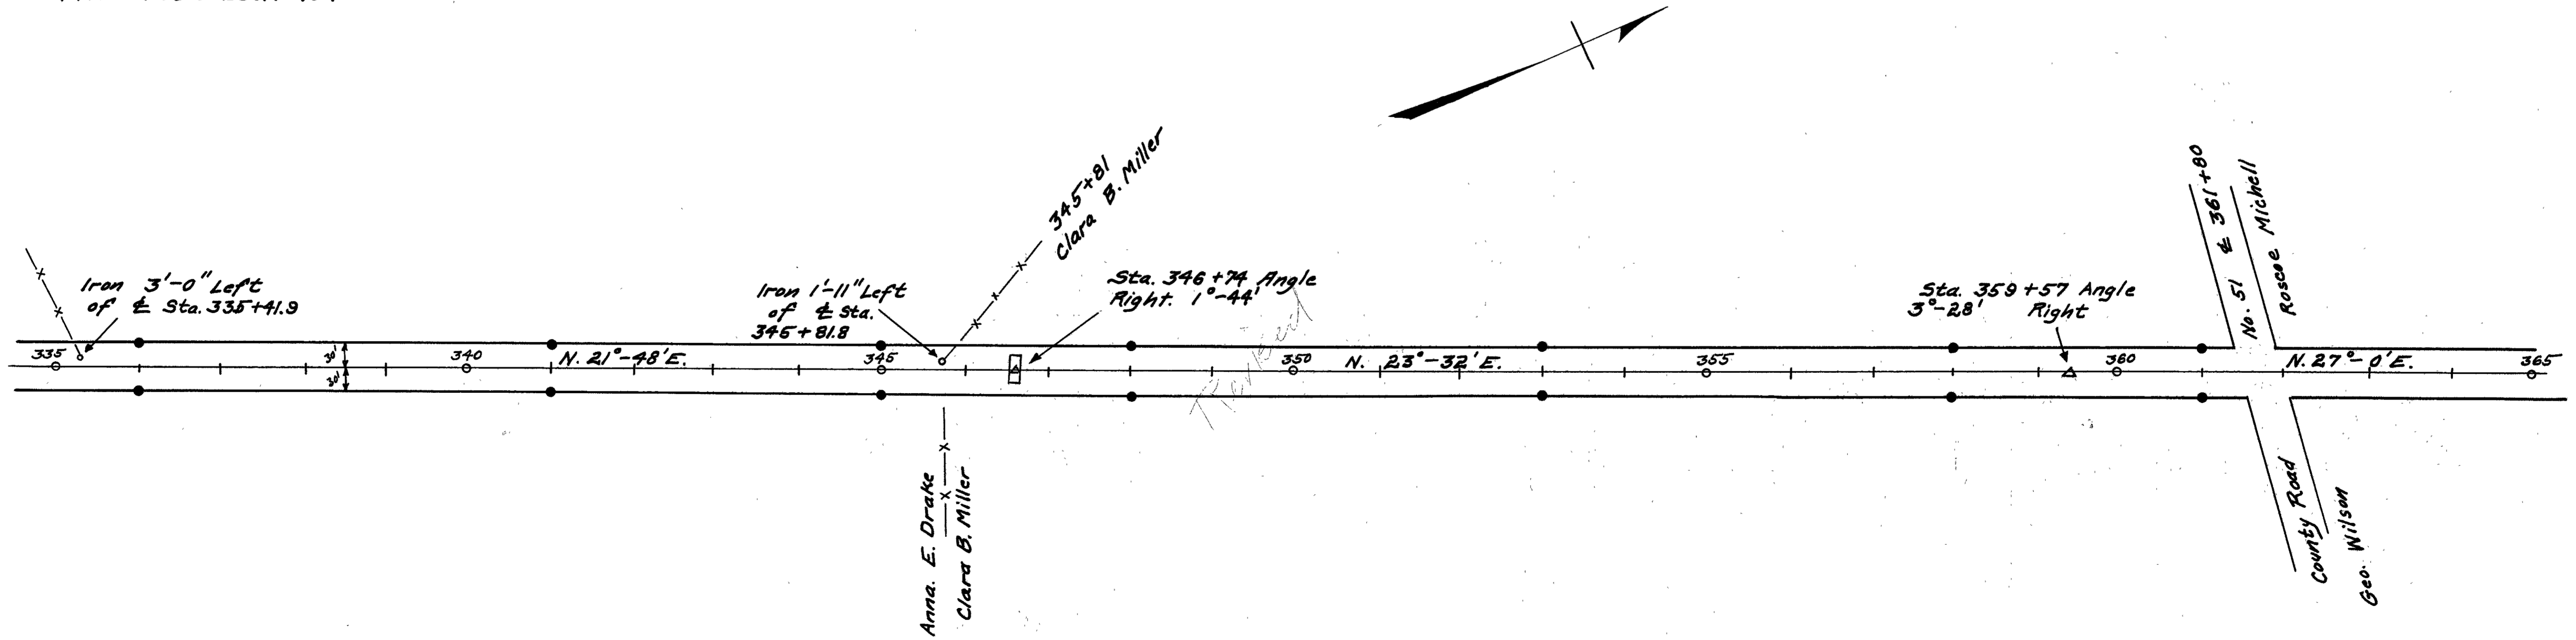 345+81
Clara B. Miller
No. 51 ℄ 361+80
Roscoe Michell
Iron 3'-0" Left
of ℄ Sta. 335+41.9
Iron 1'-11" Left
of ℄ Sta.
345+81.8
Sta. 346+74 Angle
Right. 1°-44'
Sta. 359+57 Angle
3°-28' Right
335
30'
30'
340
N. 21°-48' E.
345
350
N. 23°-32' E.
355
360
N. 27°-0' E.
365
Revised
Anna. E. Drake
Clara B. Miller
County Road
Geo. Wilson